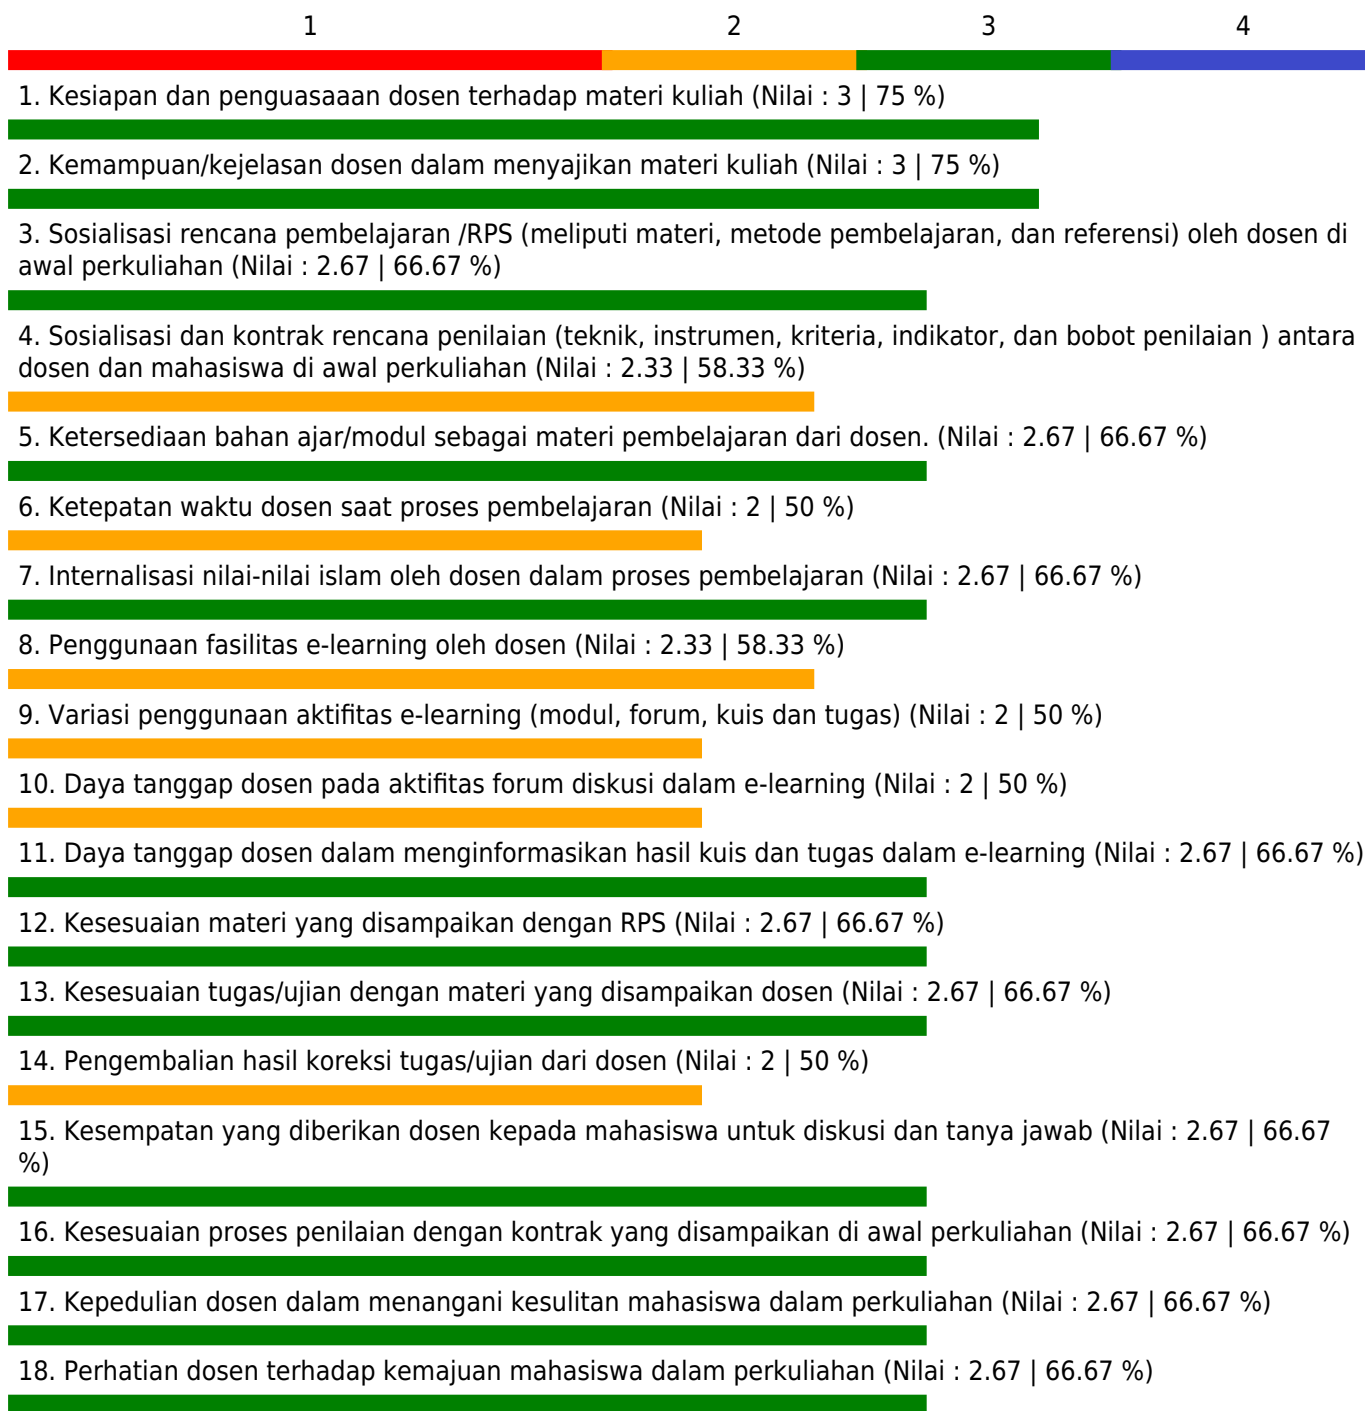 1 2 3 4
1. Kesiapan dan penguasaaan dosen terhadap materi kuliah (Nilai : 3 | 75 %)
2. Kemampuan/kejelasan dosen dalam menyajikan materi kuliah (Nilai : 3 | 75 %)
3. Sosialisasi rencana pembelajaran /RPS (meliputi materi, metode pembelajaran, dan referensi) oleh dosen di
awal perkuliahan (Nilai : 2.67 | 66.67 %)
4. Sosialisasi dan kontrak rencana penilaian (teknik, instrumen, kriteria, indikator, dan bobot penilaian ) antara
dosen dan mahasiswa di awal perkuliahan (Nilai : 2.33 | 58.33 %)
5. Ketersediaan bahan ajar/modul sebagai materi pembelajaran dari dosen. (Nilai : 2.67 | 66.67 %)
6. Ketepatan waktu dosen saat proses pembelajaran (Nilai : 2 | 50 %)
7. Internalisasi nilai-nilai islam oleh dosen dalam proses pembelajaran (Nilai : 2.67 | 66.67 %)
8. Penggunaan fasilitas e-learning oleh dosen (Nilai : 2.33 | 58.33 %)
9. Variasi penggunaan aktifitas e-learning (modul, forum, kuis dan tugas) (Nilai : 2 | 50 %)
10. Daya tanggap dosen pada aktifitas forum diskusi dalam e-learning (Nilai : 2 | 50 %)
11. Daya tanggap dosen dalam menginformasikan hasil kuis dan tugas dalam e-learning (Nilai : 2.67 | 66.67 %)
12. Kesesuaian materi yang disampaikan dengan RPS (Nilai : 2.67 | 66.67 %)
13. Kesesuaian tugas/ujian dengan materi yang disampaikan dosen (Nilai : 2.67 | 66.67 %)
14. Pengembalian hasil koreksi tugas/ujian dari dosen (Nilai : 2 | 50 %)
15. Kesempatan yang diberikan dosen kepada mahasiswa untuk diskusi dan tanya jawab (Nilai : 2.67 | 66.67
%)
16. Kesesuaian proses penilaian dengan kontrak yang disampaikan di awal perkuliahan (Nilai : 2.67 | 66.67 %)
17. Kepedulian dosen dalam menangani kesulitan mahasiswa dalam perkuliahan (Nilai : 2.67 | 66.67 %)
18. Perhatian dosen terhadap kemajuan mahasiswa dalam perkuliahan (Nilai : 2.67 | 66.67 %)